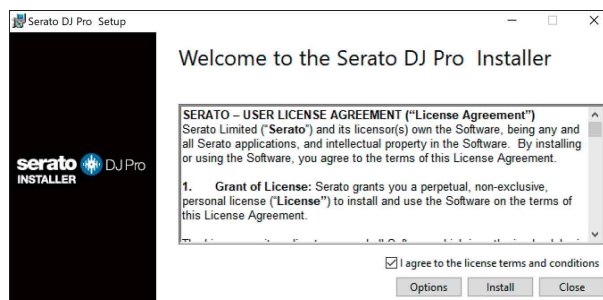 Serato DJ Pro Setup
Welcome to the Serato DJ Pro Installer
SERATO – USER LICENSE AGREEMENT (“License Agreement”)
Serato Limited (“Serato”) and its licensor(s) own the Software, being any and
all Serato applications, and intellectual property in the Software. By installing
or using the Software, you agree to the terms of this License Agreement.
1. Grant of License: Serato grants you a perpetual, non-exclusive,
personal license (“License”) to install and use the Software on the terms of
this License Agreement.
serato DJ Pro
INSTALLER
I agree to the license terms and conditions
Options Install Close